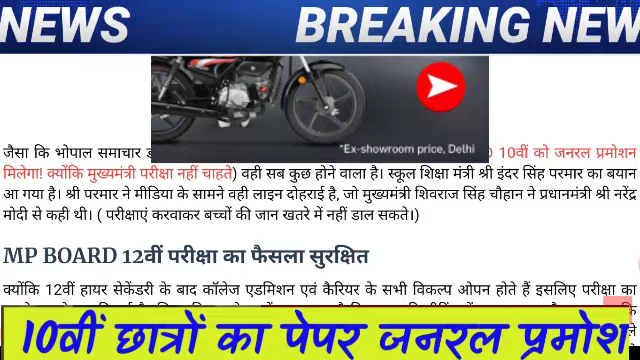 NEWS BREAKING NEW
*Ex-showroom price, Delhi
जैसा कि भोपाल समाचार 10वीं को जनरल प्रमोशन
मिलेगा! क्योंकि मुख्यमंत्री परीक्षा नहीं चाहते) वही सब कुछ होने वाला है। स्कूल शिक्षा मंत्री श्री इंदर सिंह परमार का बयान
आ गया है। श्री परमार ने मीडिया के सामने वही लाइन दोहराई है, जो मुख्यमंत्री शिवराज सिंह चौहान ने प्रधानमंत्री श्री नरेंद्र
मोदी से कही थी। ( परीक्षाएं करवाकर बच्चों की जान खतरे में नहीं डाल सकते।)
MP BOARD 12वीं परीक्षा का फैसला सुरक्षित
क्योंकि 12वीं हायर सेकेंडरी के बाद कॉलेज एडमिशन एवं कैरियर के सभी विकल्प ओपन होते हैं इसलिए परीक्षा का
10वीं छात्रों का पेपर जनरल प्रमोश